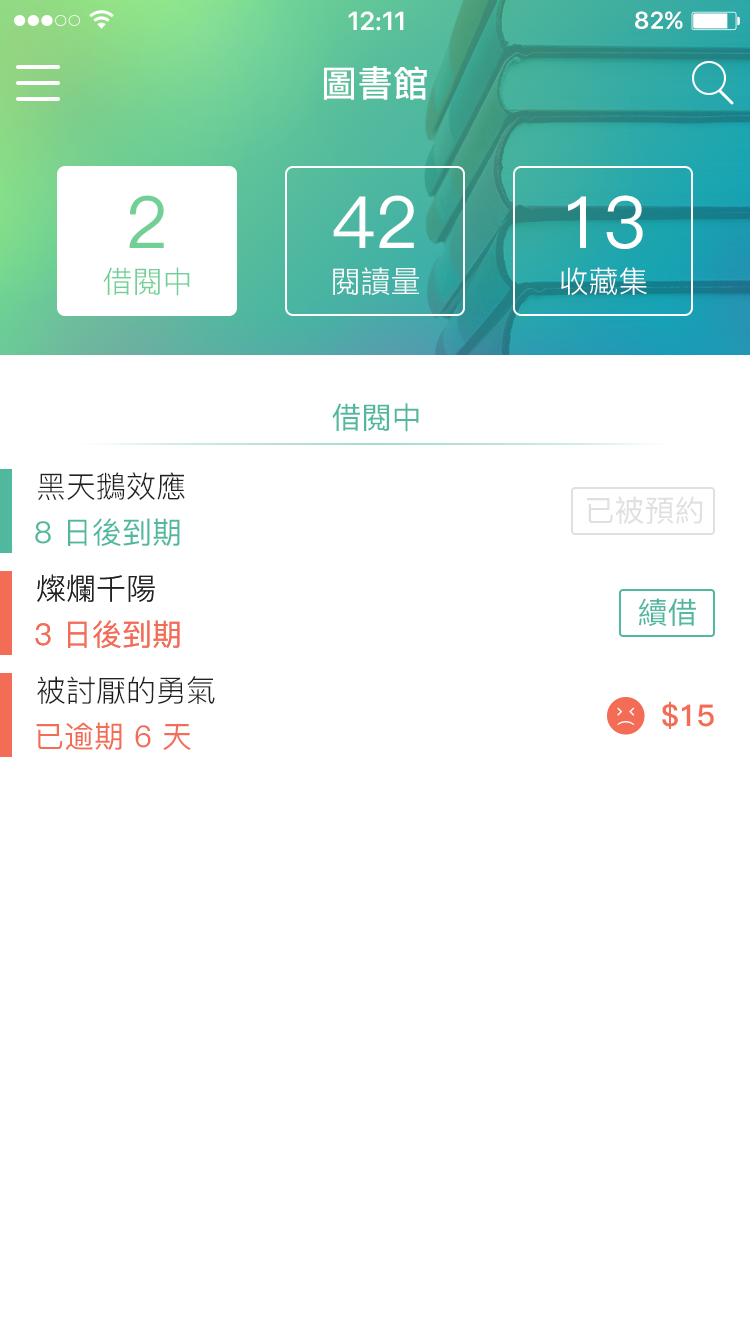 12:11
82%
圖書館
2
借閱中
42
閱讀量
13
收藏集
借閱中
黑天鵝效應
8 日後到期
已被預約
燦爛千陽
3 日後到期
續借
被討厭的勇氣
已逾期 6 天
$15